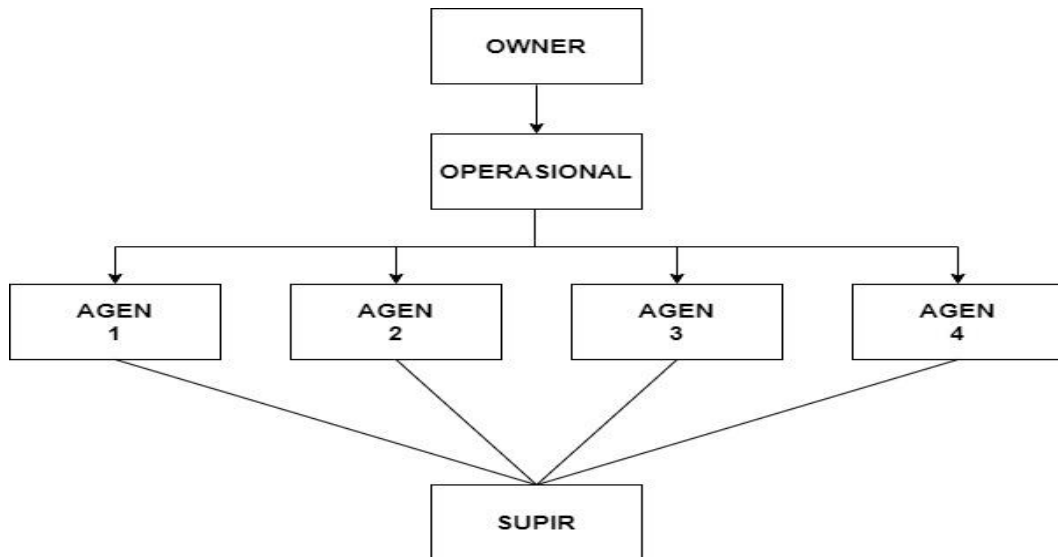 OWNER
OPERASIONAL
AGEN
1
AGEN
2
AGEN
3
AGEN
4
SUPIR